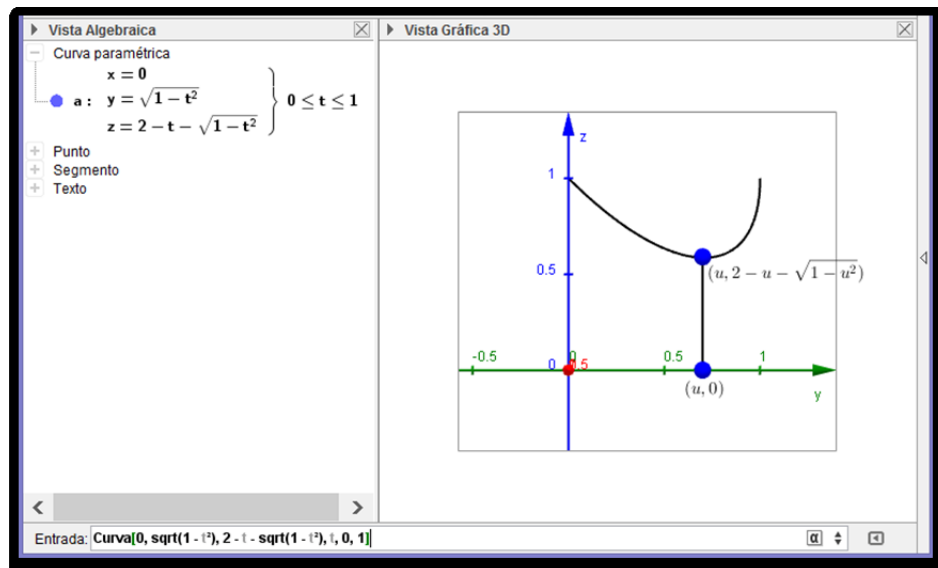 Vista Algebraica
Curva paramétrica
x = 0
a : y = √(1 − t²) } 0 ≤ t ≤ 1
z = 2 − t − √(1 − t²)
Punto
Segmento
Texto
Vista Gráfica 3D
z
1
(u, 2 − u − √(1 − u²))
0.5
-0.5 0 0.5 1
0 0.5
(u, 0)
y
Entrada: Curva[0, sqrt(1 - t²), 2 - t - sqrt(1 - t²), t, 0, 1] α